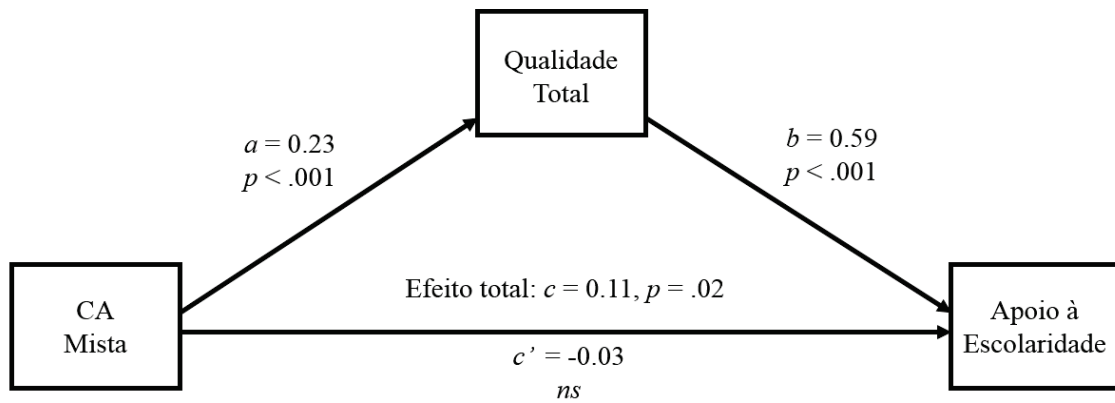 Qualidade
Total
a = 0.23
p < .001
b = 0.59
p < .001
CA
Mista
Efeito total: c = 0.11, p = .02
c’ = -0.03
ns
Apoio à
Escolaridade